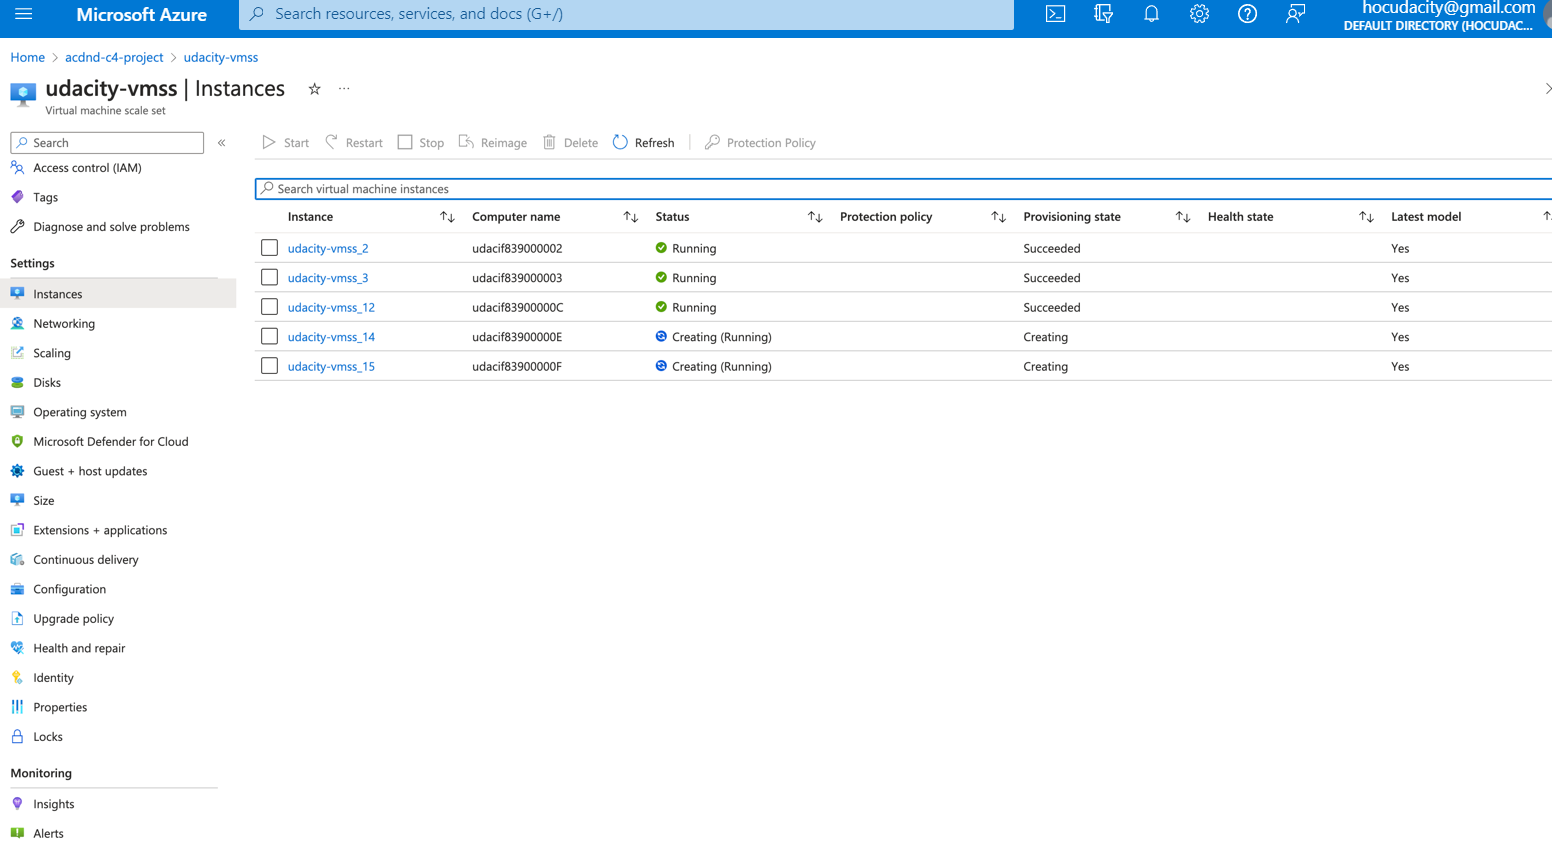 Microsoft Azure
Search resources, services, and docs (G+/)
hocudacity@gmail.com
DEFAULT DIRECTORY (HOCUDAC...
Home > acdnd-c4-project > udacity-vmss
udacity-vmss | Instances
Virtual machine scale set
Search
Start Restart Stop Reimage Delete Refresh Protection Policy
Access control (IAM)
Tags
Diagnose and solve problems
Settings
Instances
Networking
Scaling
Disks
Operating system
Microsoft Defender for Cloud
Guest + host updates
Size
Extensions + applications
Continuous delivery
Configuration
Upgrade policy
Health and repair
Identity
Properties
Locks
Monitoring
Insights
Alerts
Search virtual machine instances
Instance Computer name Status Protection policy Provisioning state Health state Latest model
udacity-vmss_2 udacif839000002 Running Succeeded Yes
udacity-vmss_3 udacif839000003 Running Succeeded Yes
udacity-vmss_12 udacif83900000C Running Succeeded Yes
udacity-vmss_14 udacif83900000E Creating (Running) Creating Yes
udacity-vmss_15 udacif83900000F Creating (Running) Creating Yes